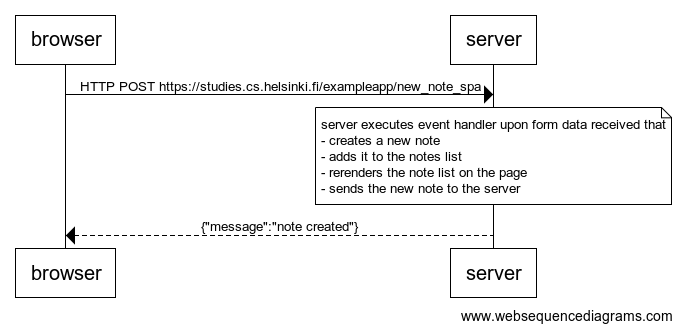 browser
server
HTTP POST https://studies.cs.helsinki.fi/exampleapp/new_note_spa
server executes event handler upon form data received that
- creates a new note
- adds it to the notes list
- rerenders the note list on the page
- sends the new note to the server
{"message":"note created"}
browser
server
www.websequencediagrams.com